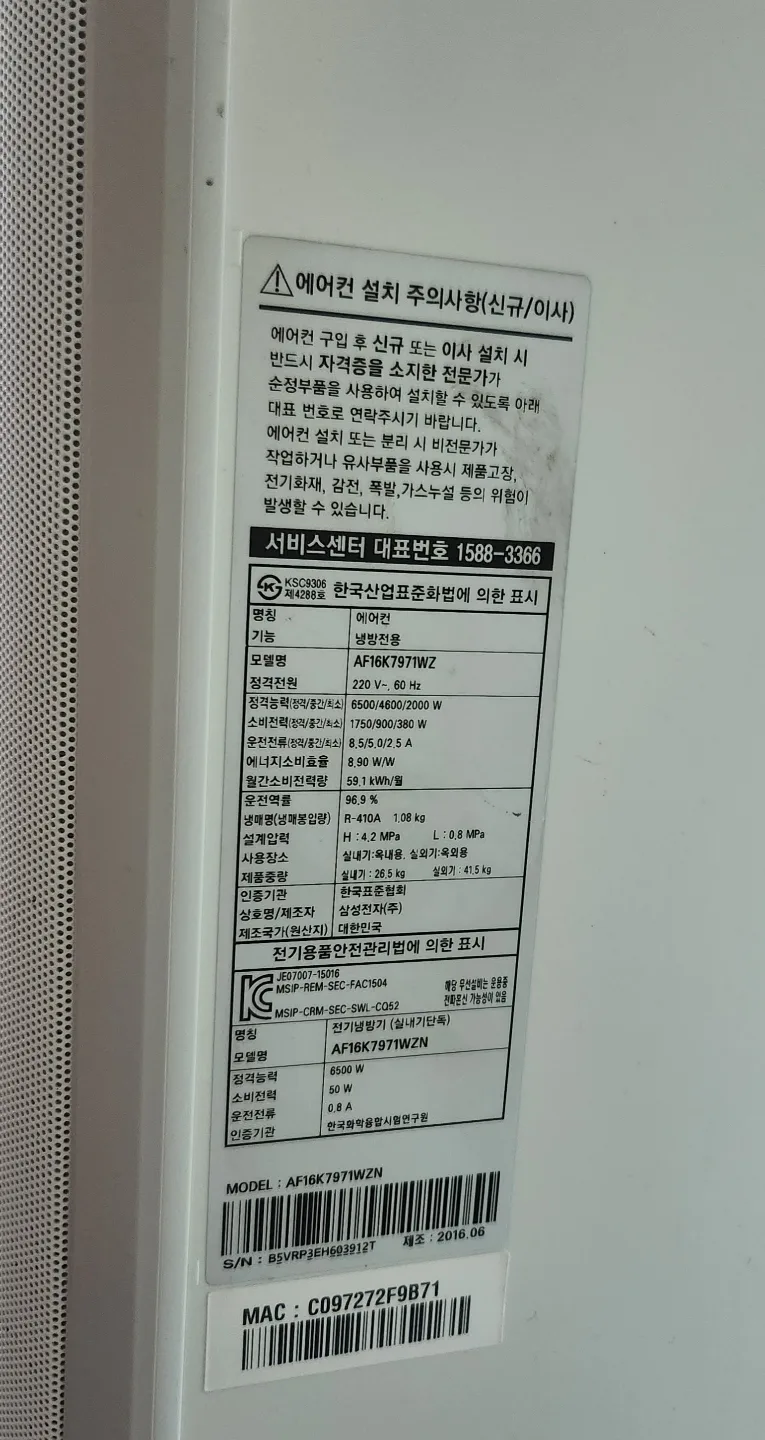 ⚠에어컨 설치 주의사항(신규/이사)
에어컨 구입 후 신규 또는 이사 설치 시
반드시 자격증을 소지한 전문가가
순정부품을 사용하여 설치할 수 있도록 아래
대표 번호로 연락주시기 바랍니다.
에어컨 설치 또는 분리 시 비전문가가
작업하거나 유사부품을 사용시 제품고장,
전기화재, 감전, 폭발,가스누설 등의 위험이
발생할 수 있습니다.
서비스센터 대표번호 1588-3366
KSC9306
제4288호 한국산업표준화법에 의한 표시
명칭 에어컨
기능 냉방전용
모델명 AF16K7971WZ
정격전원 220 V~, 60 Hz
정격능력(정격/중간/최소) 6500/4600/2000 W
소비전력(정격/중간/최소) 1750/900/380 W
운전전류(정격/중간/최소) 8.5/5.0/2.5 A
에너지소비효율 8.90 W/W
월간소비전력량 59.1 kWh/월
운전역률 96.9 %
냉매명(냉매봉입량) R-410A 1.08 kg
설계압력 H : 4.2 MPa L : 0.8 MPa
사용장소 실내기:옥내용, 실외기:옥외용
제품중량 실내기 : 26.5 kg 실외기 : 41.5 kg
인증기관 한국표준협회
상호명/제조자 삼성전자(주)
제조국가(원산지) 대한민국
전기용품안전관리법에 의한 표시
JE07007-15016
MSIP-REM-SEC-FAC1504
해당 무선설비는 운용중
전파혼신 가능성이 있음
MSIP-CRM-SEC-SWL-CQ52
명칭 전기냉방기 (실내기단독)
모델명 AF16K7971WZN
정격능력 6500 W
소비전력 50 W
운전전류 0.8 A
인증기관 한국화학융합시험연구원
MODEL : AF16K7971WZN
S/N : B5VRP3EH603912T 제조 : 2016.06
MAC : C097272F9B71